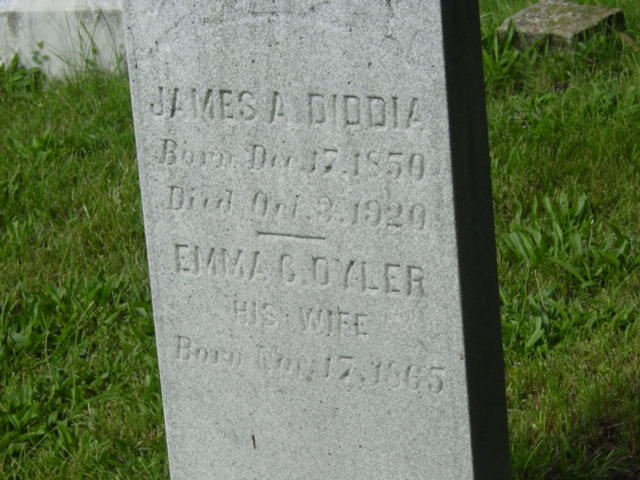 JAMES A. DIDDIA
Born Dec. 17. 1850
Died Oct. 3. 1920
EMMA C. OYLER
HIS WIFE
Born Nov. 17. 1865